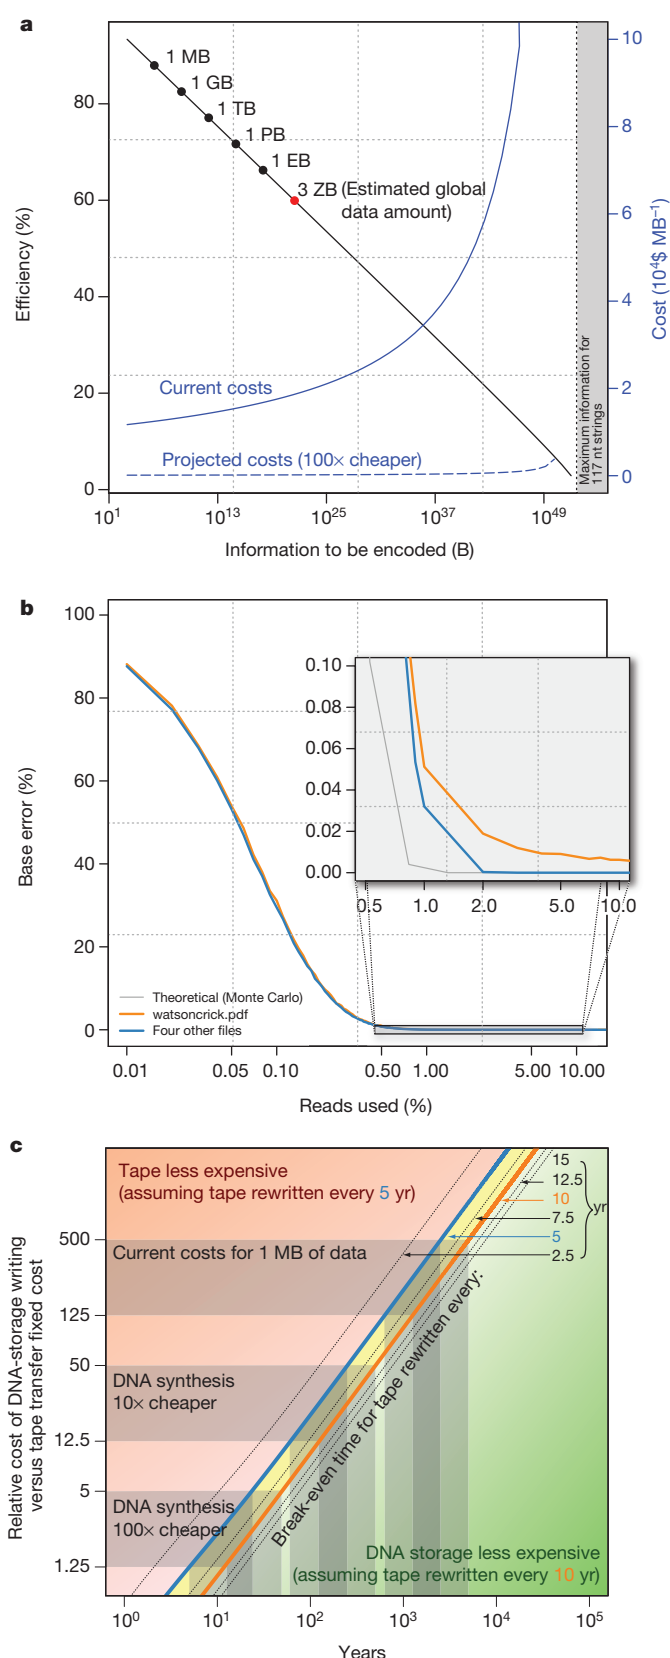 a
1 MB
1 GB
1 TB
1 PB
1 EB
3 ZB (Estimated global
data amount)
Current costs
Projected costs (100× cheaper)
Maximum information for
117 nt strings
Efficiency (%)
80
60
40
20
0
Cost (10⁴$ MB⁻¹)
10
8
6
4
2
0
10¹
10¹³
10²⁵
10³⁷
10⁴⁹
Information to be encoded (B)
b
Base error (%)
100
80
60
40
20
0
0.10
0.08
0.06
0.04
0.02
0.00
0.5
1.0
2.0
5.0
10.0
Theoretical (Monte Carlo)
watsoncrick.pdf
Four other files
0.01
0.05
0.10
0.50
1.00
5.00
10.00
Reads used (%)
c
Tape less expensive
(assuming tape rewritten every 5 yr)
15
12.5
10
7.5
5
2.5
yr
Current costs for 1 MB of data
DNA synthesis
10× cheaper
DNA synthesis
100× cheaper
Break-even time for tape rewritten every:
DNA storage less expensive
(assuming tape rewritten every 10 yr)
Relative cost of DNA-storage writing
versus tape transfer fixed cost
500
125
50
12.5
5
1.25
10⁰
10¹
10²
10³
10⁴
10⁵
Years